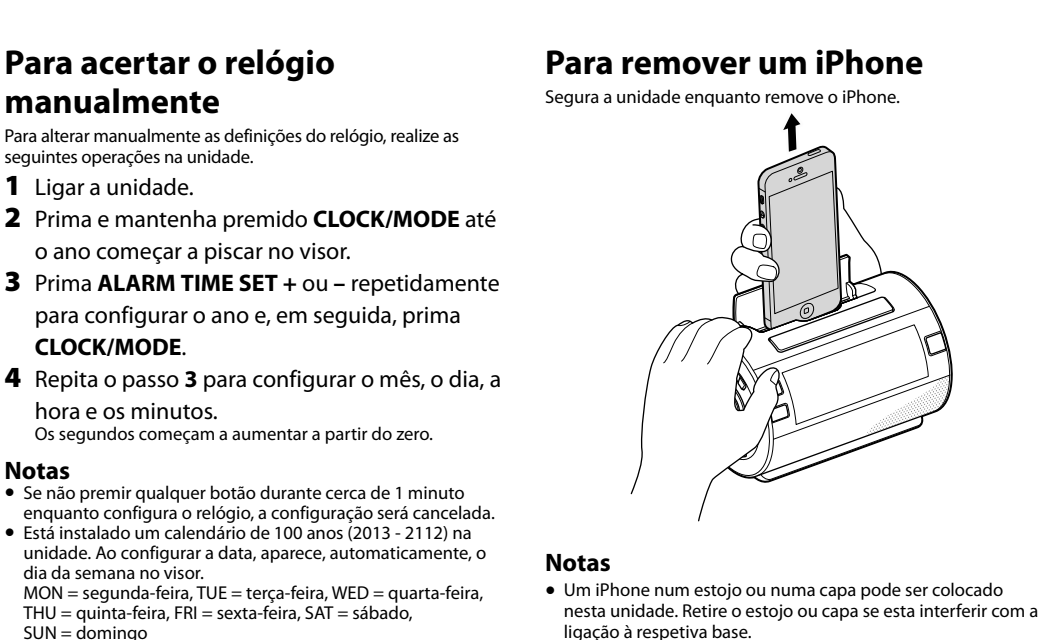 Para acertar o relógio
manualmente
Para alterar manualmente as definições do relógio, realize as
seguintes operações na unidade.
1 Ligar a unidade.
2 Prima e mantenha premido CLOCK/MODE até
o ano começar a piscar no visor.
3 Prima ALARM TIME SET + ou – repetidamente
para configurar o ano e, em seguida, prima
CLOCK/MODE.
4 Repita o passo 3 para configurar o mês, o dia, a
hora e os minutos.
Os segundos começam a aumentar a partir do zero.
Notas
• Se não premir qualquer botão durante cerca de 1 minuto
enquanto configura o relógio, a configuração será cancelada.
• Está instalado um calendário de 100 anos (2013 - 2112) na
unidade. Ao configurar a data, aparece, automaticamente, o
dia da semana no visor.
MON = segunda-feira, TUE = terça-feira, WED = quarta-feira,
THU = quinta-feira, FRI = sexta-feira, SAT = sábado,
SUN = domingo
Para remover um iPhone
Segura a unidade enquanto remove o iPhone.
Notas
• Um iPhone num estojo ou numa capa pode ser colocado
nesta unidade. Retire o estojo ou capa se esta interferir com a
ligação à respetiva base.